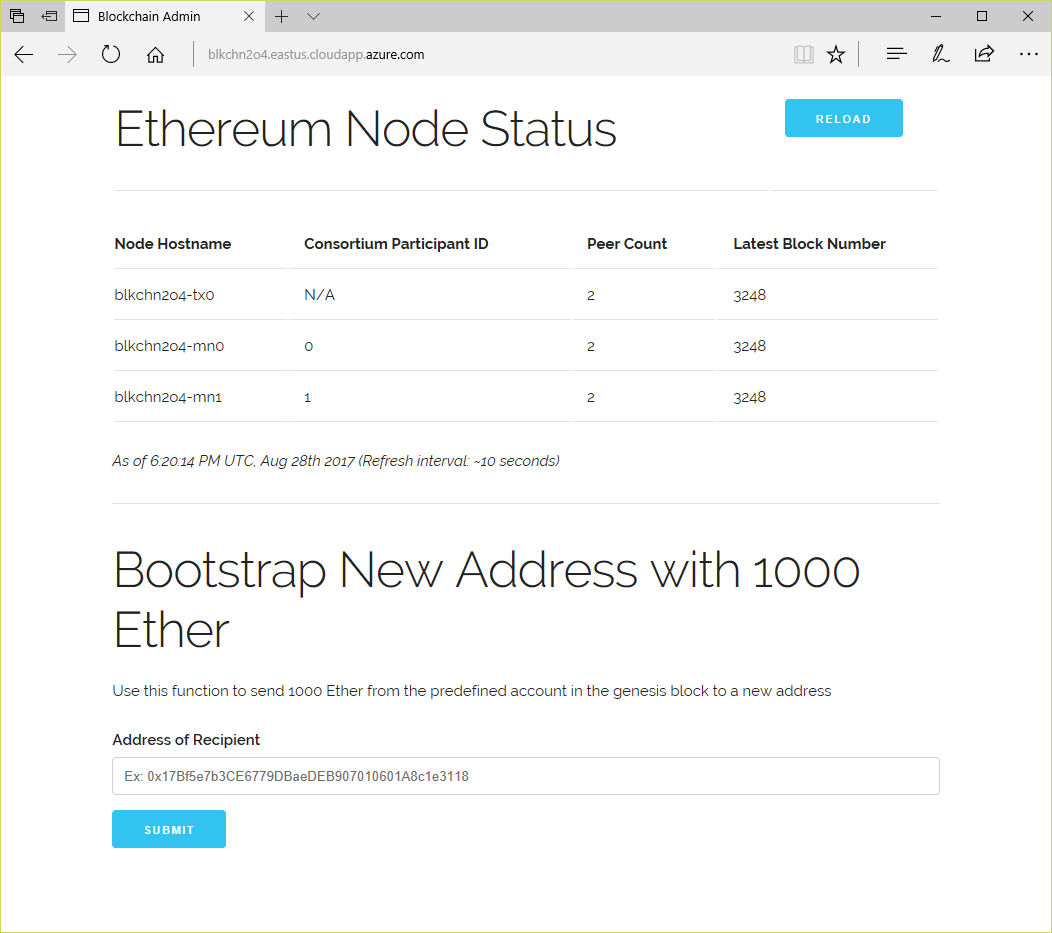 Blockchain Admin
blkchn2o4.eastus.cloudapp.azure.com
Ethereum Node Status
RELOAD
Node Hostname Consortium Participant ID Peer Count Latest Block Number
blkchn2o4-tx0 N/A 2 3248
blkchn2o4-mn0 0 2 3248
blkchn2o4-mn1 1 2 3248
As of 6:20:14 PM UTC, Aug 28th 2017 (Refresh interval: ~10 seconds)
Bootstrap New Address with 1000
Ether
Use this function to send 1000 Ether from the predefined account in the genesis block to a new address
Address of Recipient
Ex: 0x17Bf5e7b3CE6779DBaeDEB907010601A8c1e3118
SUBMIT